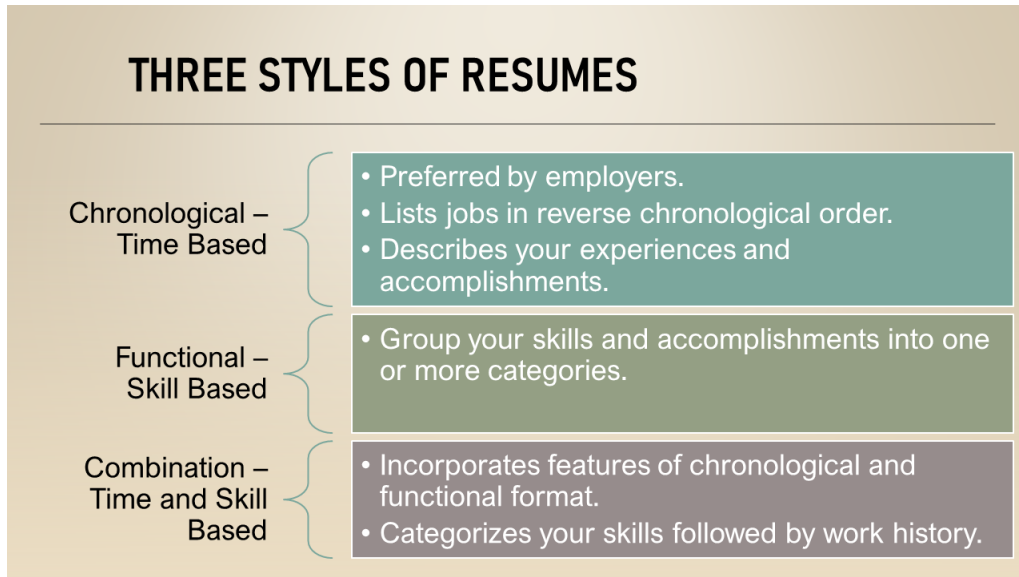 THREE STYLES OF RESUMES
Chronological –
Time Based
• Preferred by employers.
• Lists jobs in reverse chronological order.
• Describes your experiences and
accomplishments.
Functional –
Skill Based
• Group your skills and accomplishments into one
or more categories.
Combination –
Time and Skill
Based
• Incorporates features of chronological and
functional format.
• Categorizes your skills followed by work history.